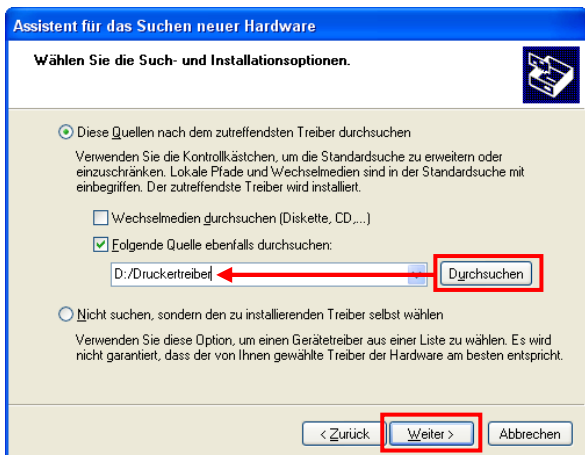 Assistent für das Suchen neuer Hardware
Wählen Sie die Such- und Installationsoptionen.
Diese Quellen nach dem zutreffendsten Treiber durchsuchen
Verwenden Sie die Kontrollkästchen, um die Standardsuche zu erweitern oder
einzuschränken. Lokale Pfade und Wechselmedien sind in der Standardsuche mit
einbegriffen. Der zutreffendste Treiber wird installiert.
Wechselmedien durchsuchen (Diskette, CD,...)
Folgende Quelle ebenfalls durchsuchen:
D:/Druckertreiber Durchsuchen
Nicht suchen, sondern den zu installierenden Treiber selbst wählen
Verwenden Sie diese Option, um einen Gerätetreiber aus einer Liste zu wählen. Es wird
nicht garantiert, dass der von Ihnen gewählte Treiber der Hardware am besten entspricht.
< Zurück Weiter > Abbrechen